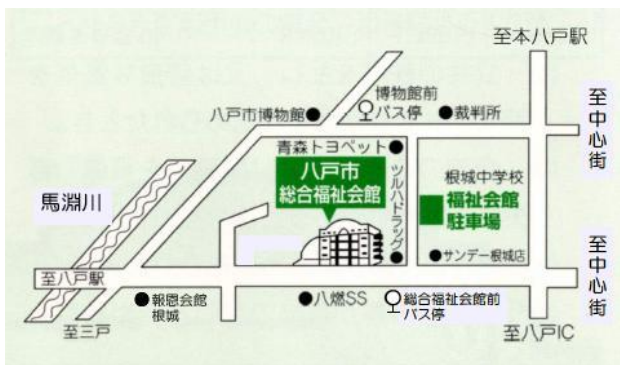 至本八戸駅
博物館前
バス停
八戸市博物館
裁判所
至中心街
青森トヨペット
八戸市
総合福祉会館
ツルハドラッグ
根城中学校
福祉会館
駐車場
馬淵川
サンデー根城店
至中心街
至八戸駅
報恩会館
根城
八燃SS
総合福祉会館前
バス停
至三戸
至八戸IC